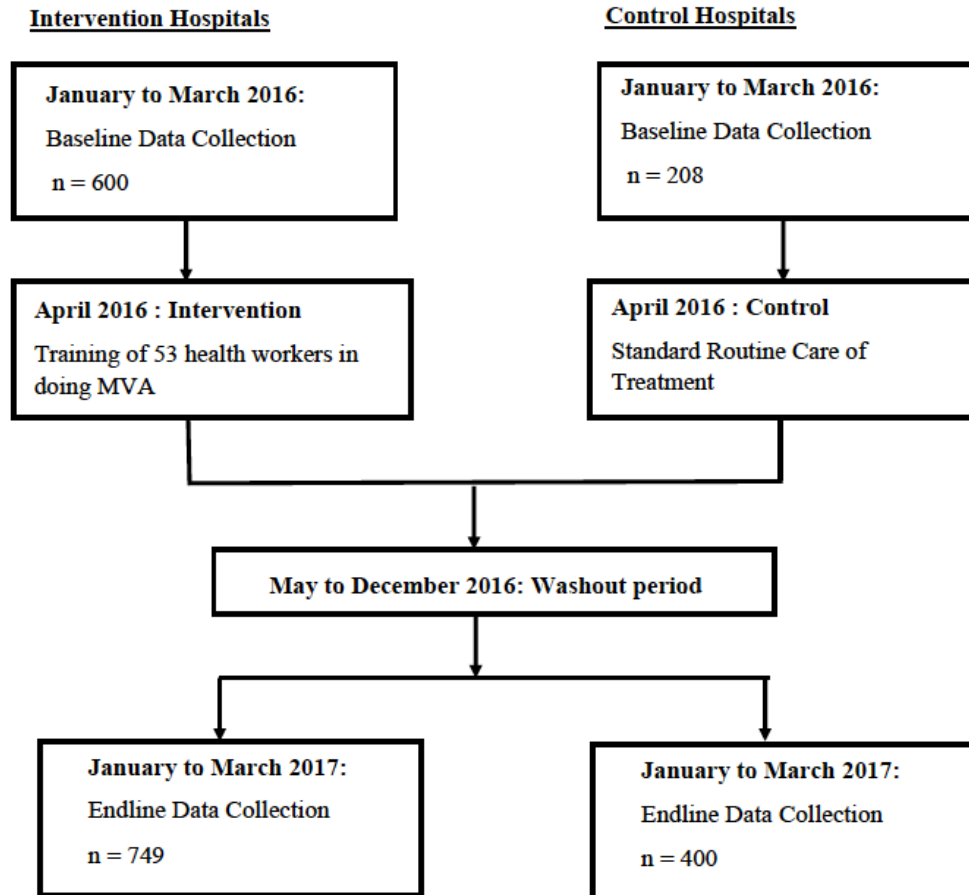 Intervention Hospitals
Control Hospitals
January to March 2016:
Baseline Data Collection
n = 600
January to March 2016:
Baseline Data Collection
n = 208
April 2016 : Intervention
Training of 53 health workers in
doing MVA
April 2016 : Control
Standard Routine Care of
Treatment
May to December 2016: Washout period
January to March 2017:
Endline Data Collection
n = 749
January to March 2017:
Endline Data Collection
n = 400